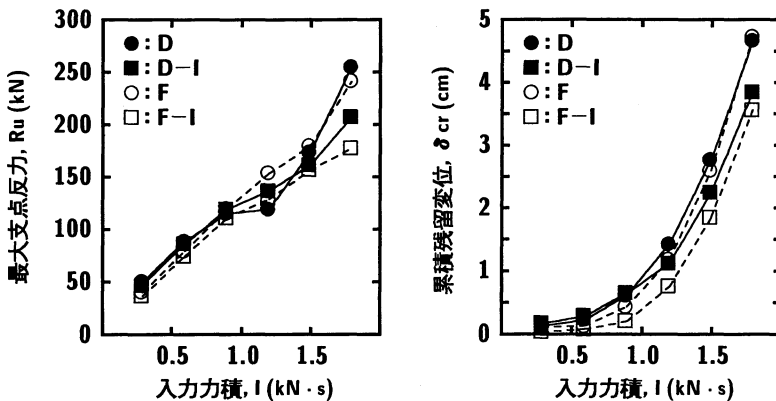 300
250
200
150
100
50
0
最大支点反力, Ru (kN)
●: D
■: D－I
○: F
□: F－I
0.5 1.0 1.5
入力力積, I (kN・s)
5
4
3
2
1
0
累積残留変位, δcr (cm)
●: D
■: D－I
○: F
□: F－I
0.5 1.0 1.5
入力力積, I (kN・s)